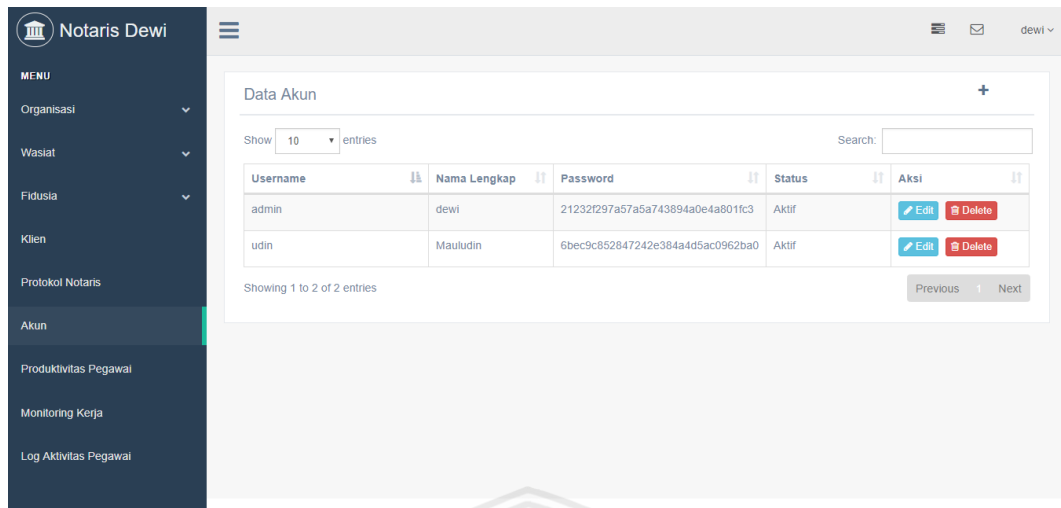 Notaris Dewi
dewi
MENU
Organisasi
Wasiat
Fidusia
Klien
Protokol Notaris
Akun
Produktivitas Pegawai
Monitoring Kerja
Log Aktivitas Pegawai
Data Akun
+
Show 10 entries Search:
Username Nama Lengkap Password Status Aksi
admin dewi 21232f297a57a5a743894a0e4a801fc3 Aktif Edit Delete
udin Mauludin 6bec9c852847242e384a4d5ac0962ba0 Aktif Edit Delete
Showing 1 to 2 of 2 entries Previous 1 Next